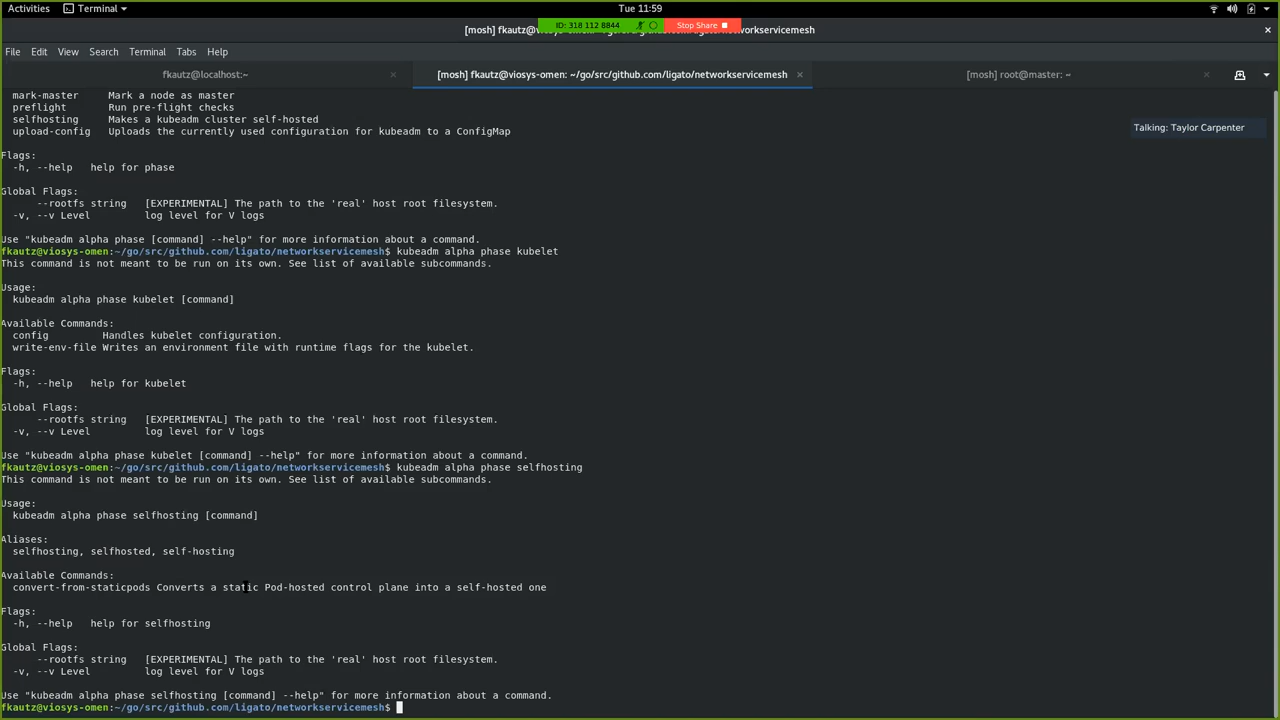 Activities Terminal Tue 11:59
ID: 318 112 8844 Stop Share
[mosh] fkautz@
networkservicemesh
File Edit View Search Terminal Tabs Help
fkautz@localhost:~ [mosh] fkautz@viosys-omen: ~/go/src/github.com/ligato/networkservicemesh [mosh] root@master: ~
Talking: Taylor Carpenter
mark-master Mark a node as master
preflight Run pre-flight checks
selfhosting Makes a kubeadm cluster self-hosted
upload-config Uploads the currently used configuration for kubeadm to a ConfigMap
Flags:
-h, --help help for phase
Global Flags:
--rootfs string [EXPERIMENTAL] The path to the 'real' host root filesystem.
-v, --v Level log level for V logs
Use "kubeadm alpha phase [command] --help" for more information about a command.
fkautz@viosys-omen:~/go/src/github.com/ligato/networkservicemesh$ kubeadm alpha phase kubelet
This command is not meant to be run on its own. See list of available subcommands.
Usage:
kubeadm alpha phase kubelet [command]
Available Commands:
config Handles kubelet configuration.
write-env-file Writes an environment file with runtime flags for the kubelet.
Flags:
-h, --help help for kubelet
Global Flags:
--rootfs string [EXPERIMENTAL] The path to the 'real' host root filesystem.
-v, --v Level log level for V logs
Use "kubeadm alpha phase kubelet [command] --help" for more information about a command.
fkautz@viosys-omen:~/go/src/github.com/ligato/networkservicemesh$ kubeadm alpha phase selfhosting
This command is not meant to be run on its own. See list of available subcommands.
Usage:
kubeadm alpha phase selfhosting [command]
Aliases:
selfhosting, selfhosted, self-hosting
Available Commands:
convert-from-staticpods Converts a static Pod-hosted control plane into a self-hosted one
Flags:
-h, --help help for selfhosting
Global Flags:
--rootfs string [EXPERIMENTAL] The path to the 'real' host root filesystem.
-v, --v Level log level for V logs
Use "kubeadm alpha phase selfhosting [command] --help" for more information about a command.
fkautz@viosys-omen:~/go/src/github.com/ligato/networkservicemesh$